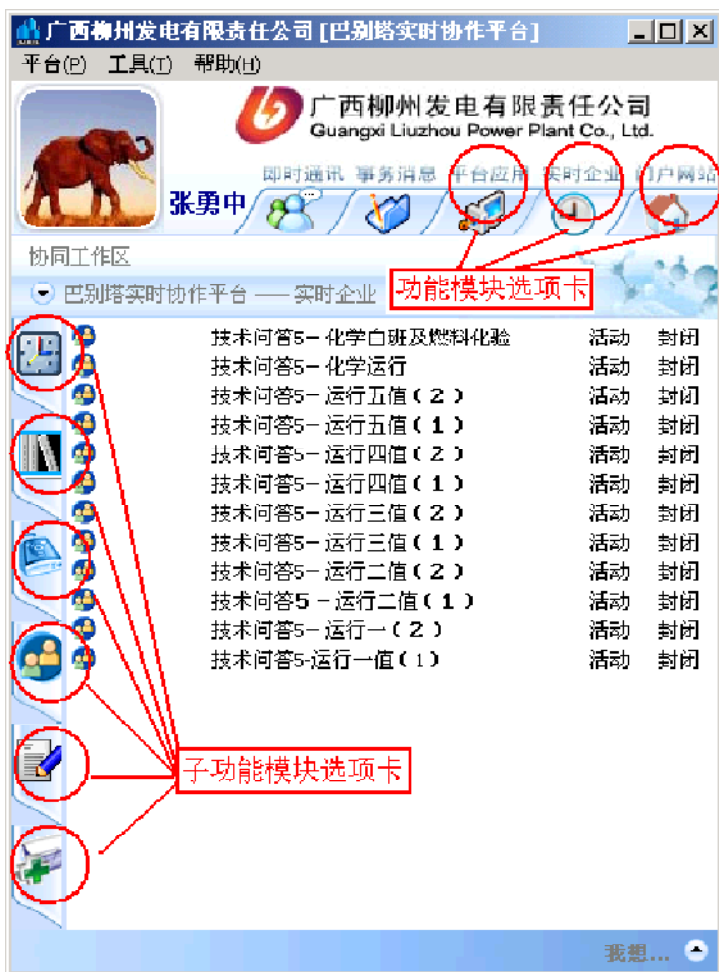 广西柳州发电有限责任公司 [巴别塔实时协作平台]
平台(P) 工具(T) 帮助(H)
广西柳州发电有限责任公司
Guangxi Liuzhou Power Plant Co., Ltd.
即时通讯 事务消息 平台应用 实时企业 门户网站
张勇中
协同工作区
功能模块选项卡
巴别塔实时协作平台 —— 实时企业
技术问答5－化学白班及燃料化验 活动 封闭
技术问答5－化学运行 活动 封闭
技术问答5－运行五值(2) 活动 封闭
技术问答5－运行五值(1) 活动 封闭
技术问答5－运行四值(2) 活动 封闭
技术问答5－运行四值(1) 活动 封闭
技术问答5－运行三值(2) 活动 封闭
技术问答5－运行三值(1) 活动 封闭
技术问答5－运行二值(2) 活动 封闭
技术问答5－运行二值(1) 活动 封闭
技术问答5－运行一(2) 活动 封闭
技术问答5-运行一值(1) 活动 封闭
子功能模块选项卡
我想...